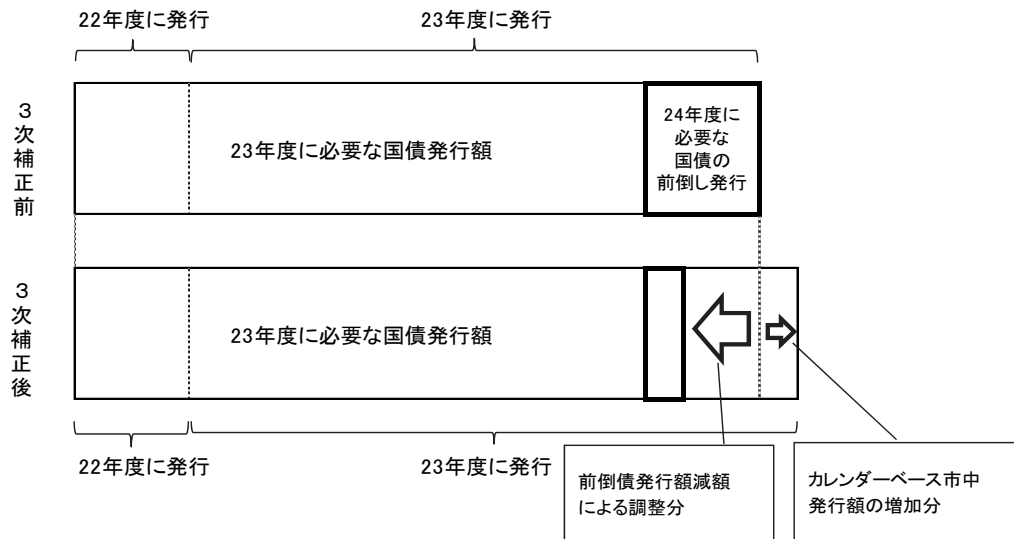 22年度に発行
23年度に発行
3次補正前
23年度に必要な国債発行額
24年度に
必要な
国債の
前倒し発行
3次補正後
23年度に必要な国債発行額
22年度に発行
23年度に発行
前倒債発行額減額
による調整分
カレンダーベース市中
発行額の増加分